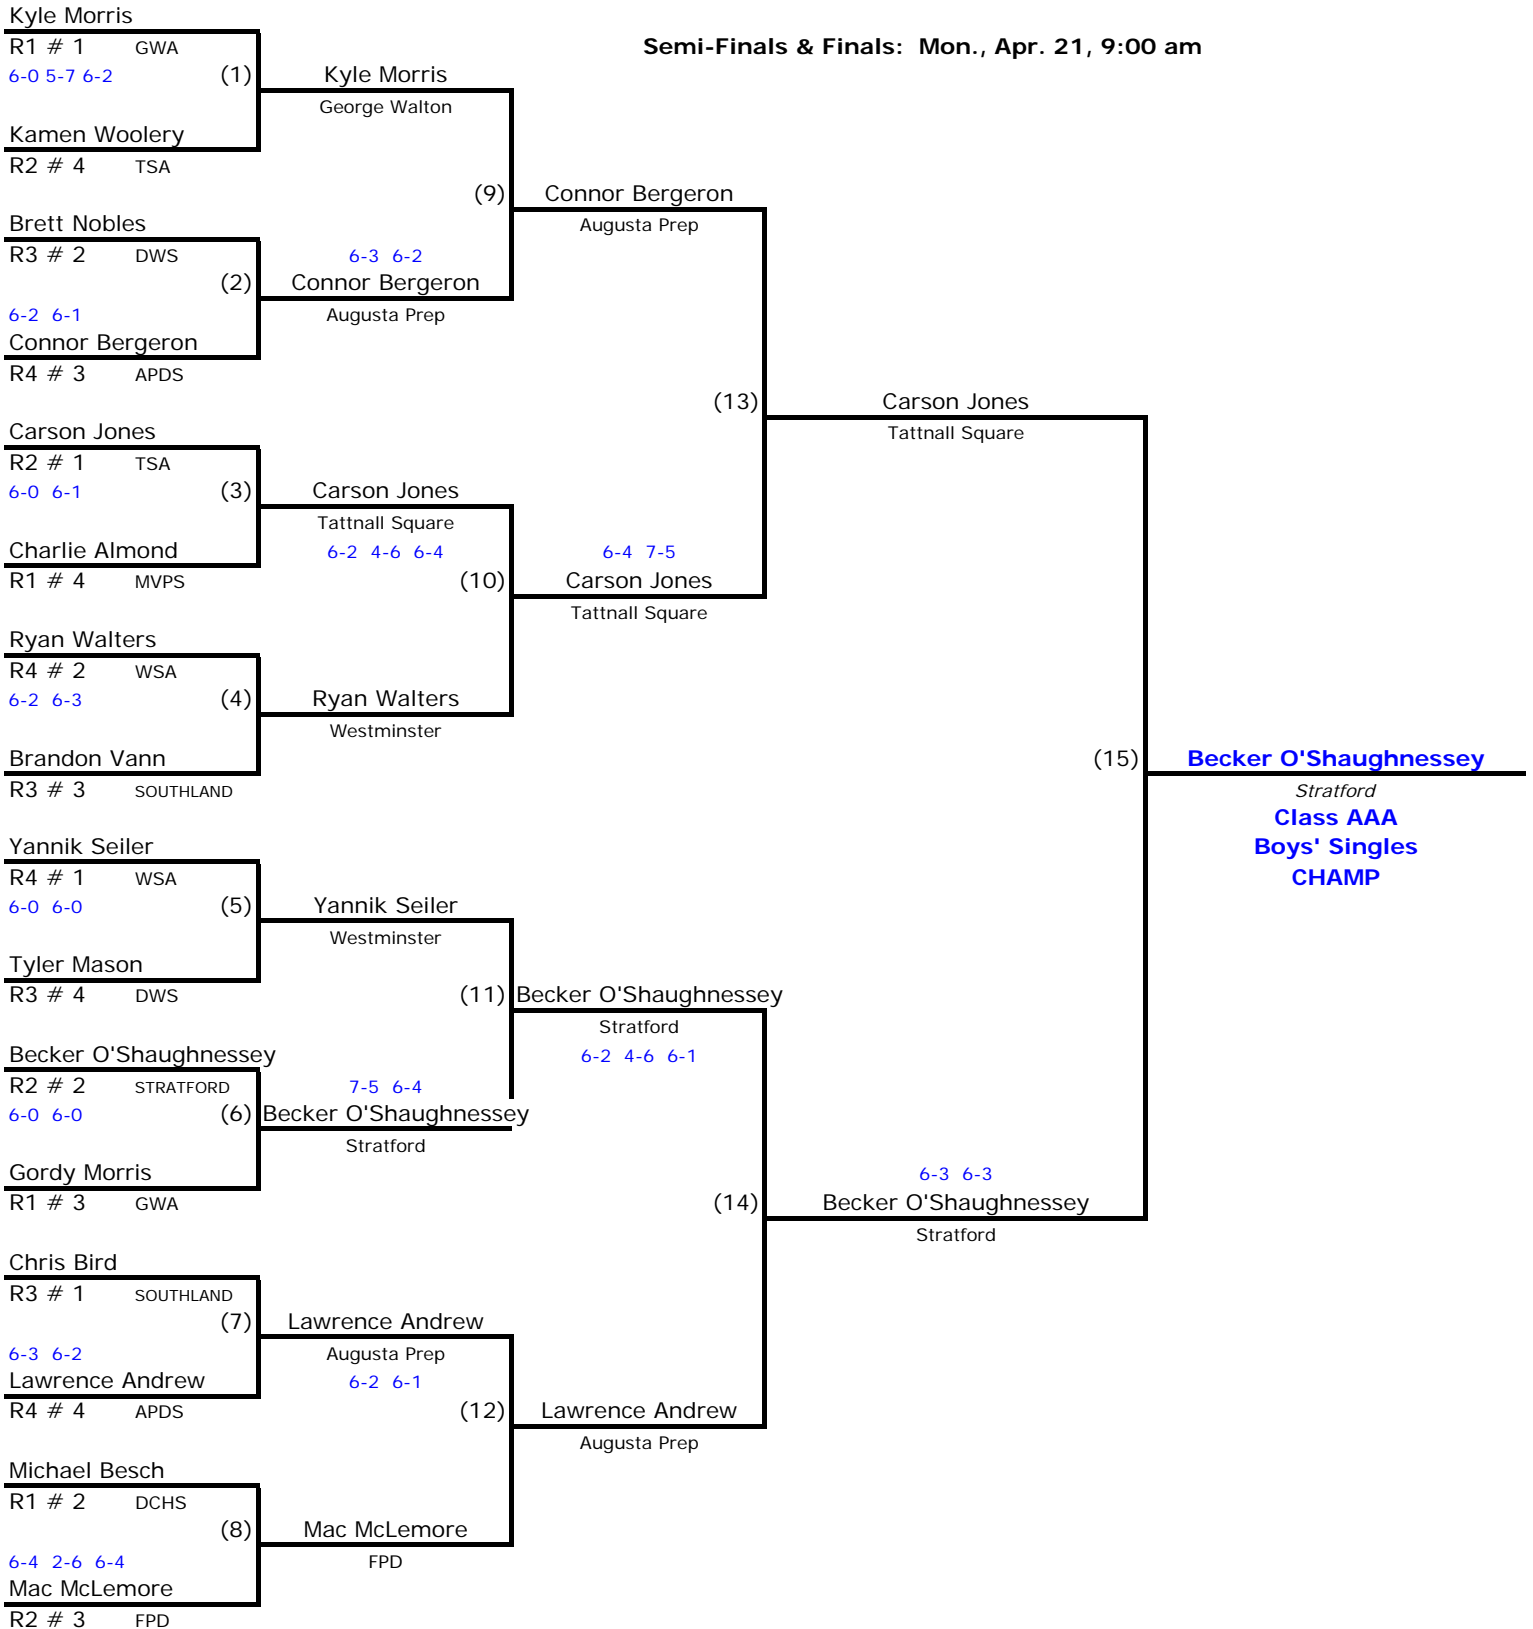 Kyle Morris
R1 # 1 GWA
Semi-Finals & Finals: Mon., Apr. 21, 9:00 am
6-0 5-7 6-2 (1) Kyle Morris
George Walton
Kamen Woolery
R2 # 4 TSA
(9) Connor Bergeron
Brett Nobles
Augusta Prep
R3 # 2 DWS 6-3 6-2
(2) Connor Bergeron
6-2 6-1 Augusta Prep
Connor Bergeron
R4 # 3 APDS
(13) Carson Jones
Carson Jones
Tattnall Square
R2 # 1 TSA
6-0 6-1 (3) Carson Jones
Tattnall Square
Charlie Almond 6-2 4-6 6-4 6-4 7-5
R1 # 4 MVPS (10) Carson Jones
Tattnall Square
Ryan Walters
R4 # 2 WSA
6-2 6-3 (4) Ryan Walters
Westminster
Brandon Vann (15) Becker O'Shaughnessey
R3 # 3 SOUTHLAND Stratford
Class AAA
Yannik Seiler Boys' Singles
R4 # 1 WSA CHAMP
6-0 6-0 (5) Yannik Seiler
Westminster
Tyler Mason
R3 # 4 DWS (11) Becker O'Shaughnessey
Stratford
Becker O'Shaughnessey 6-2 4-6 6-1
R2 # 2 STRATFORD 7-5 6-4
6-0 6-0 (6) Becker O'Shaughnessey
Stratford
Gordy Morris 6-3 6-3
R1 # 3 GWA (14) Becker O'Shaughnessey
Stratford
Chris Bird
R3 # 1 SOUTHLAND
(7) Lawrence Andrew
6-3 6-2 Augusta Prep
Lawrence Andrew 6-2 6-1
R4 # 4 APDS (12) Lawrence Andrew
Augusta Prep
Michael Besch
R1 # 2 DCHS
(8) Mac McLemore
6-4 2-6 6-4 FPD
Mac McLemore
R2 # 3 FPD